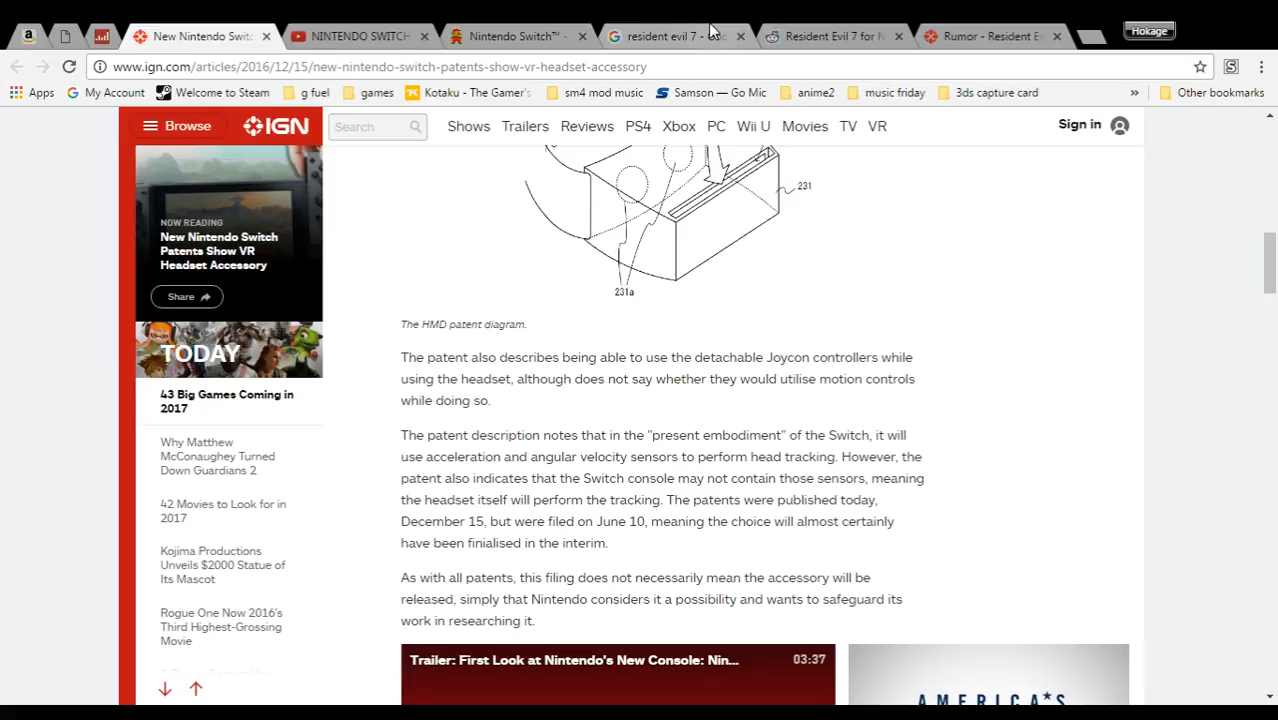 New Nintendo Swit
NINTENDO SWITCH
Nintendo Switch™ -
resident evil 7 -
Resident Evil 7 for N
Rumor - Resident E
Hokage
www.ign.com/articles/2016/12/15/new-nintendo-switch-patents-show-vr-headset-accessory
Apps
My Account
Welcome to Steam
g fuel
games
Kotaku - The Gamer's
sm4 mod music
Samson — Go Mic
anime2
music friday
3ds capture card
»
Other bookmarks
Browse
IGN
Search
Shows
Trailers
Reviews
PS4
Xbox
PC
Wii U
Movies
TV
VR
Sign in
NOW READING
New Nintendo Switch
Patents Show VR
Headset Accessory
Share
TODAY
43 Big Games Coming in
2017
Why Matthew
McConaughey Turned
Down Guardians 2
42 Movies to Look for in
2017
Kojima Productions
Unveils $2000 Statue of
Its Mascot
Rogue One Now 2016's
Third Highest-Grossing
Movie
231
231a
The HMD patent diagram.
The patent also describes being able to use the detachable Joycon controllers while
using the headset, although does not say whether they would utilise motion controls
while doing so.
The patent description notes that in the "present embodiment" of the Switch, it will
use acceleration and angular velocity sensors to perform head tracking. However, the
patent also indicates that the Switch console may not contain those sensors, meaning
the headset itself will perform the tracking. The patents were published today,
December 15, but were filed on June 10, meaning the choice will almost certainly
have been finialised in the interim.
As with all patents, this filing does not necessarily mean the accessory will be
released, simply that Nintendo considers it a possibility and wants to safeguard its
work in researching it.
Trailer: First Look at Nintendo's New Console: Nin...
03:37
AMERICA'S